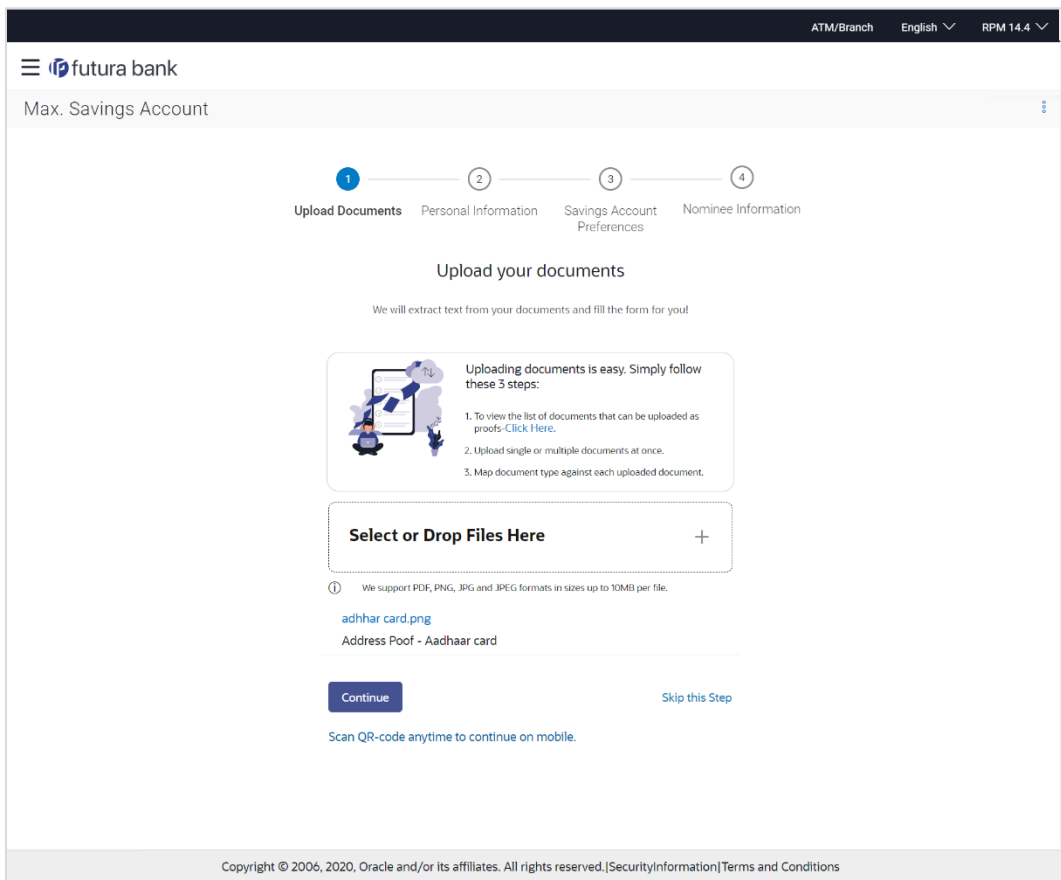 ATM/Branch English RPM 14.4
futura bank
Max. Savings Account
1 2 3 4
Upload Documents Personal Information Savings Account Nominee Information
Preferences
Upload your documents
We will extract text from your documents and fill the form for you!
Uploading documents is easy. Simply follow
these 3 steps:
1. To view the list of documents that can be uploaded as
proofs-Click Here.
2. Upload single or multiple documents at once.
3. Map document type against each uploaded document.
Select or Drop Files Here
We support PDF, PNG, JPG and JPEG formats in sizes up to 10MB per file.
adhhar card.png
Address Poof - Aadhaar card
Continue Skip this Step
Scan QR-code anytime to continue on mobile.
Copyright © 2006, 2020, Oracle and/or its affiliates. All rights reserved.|SecurityInformation|Terms and Conditions